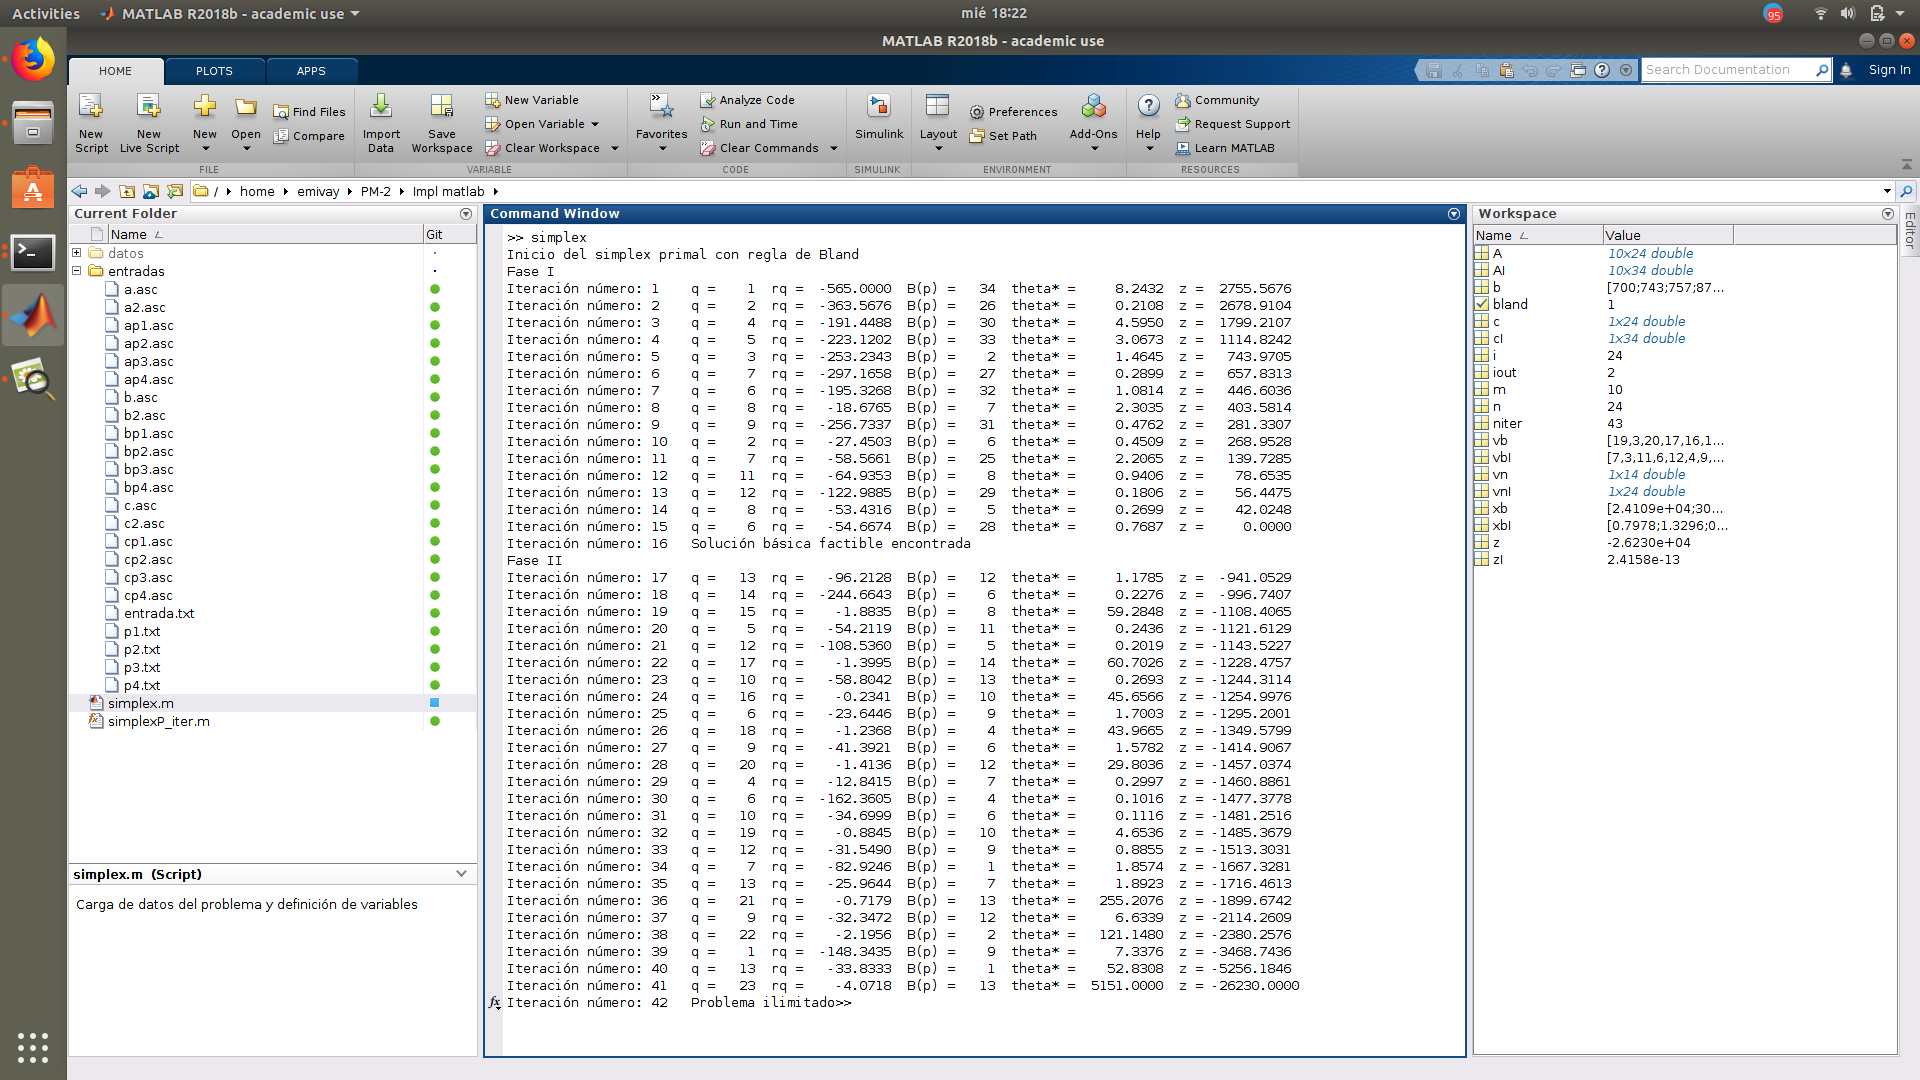 Activities MATLAB R2018b - academic use mié 18:22 95
MATLAB R2018b - academic use
HOME PLOTS APPS Search Documentation Sign In
New Script
New Live Script
New
Open
Find Files
Compare
FILE
Import Data
Save Workspace
New Variable
Open Variable
Clear Workspace
VARIABLE
Favorites
Analyze Code
Run and Time
Clear Commands
CODE
Simulink
SIMULINK
Layout
Preferences
Set Path
Add-Ons
ENVIRONMENT
Help
Community
Request Support
Learn MATLAB
RESOURCES
/ home emivay PM-2 Impl matlab
Current Folder
Name Git
datos
entradas
a.asc
a2.asc
ap1.asc
ap2.asc
ap3.asc
ap4.asc
b.asc
b2.asc
bp1.asc
bp2.asc
bp3.asc
bp4.asc
c.asc
c2.asc
cp1.asc
cp2.asc
cp3.asc
cp4.asc
entrada.txt
p1.txt
p2.txt
p3.txt
p4.txt
simplex.m
simplexP_iter.m
simplex.m (Script)
Carga de datos del problema y definición de variables
Command Window
>> simplex
Inicio del simplex primal con regla de Bland
Fase I
Iteración número: 1 q = 1 rq = -565.0000 B(p) = 34 theta* = 8.2432 z = 2755.5676
Iteración número: 2 q = 2 rq = -363.5676 B(p) = 26 theta* = 0.2108 z = 2678.9104
Iteración número: 3 q = 4 rq = -191.4488 B(p) = 30 theta* = 4.5950 z = 1799.2107
Iteración número: 4 q = 5 rq = -223.1202 B(p) = 33 theta* = 3.0673 z = 1114.8242
Iteración número: 5 q = 3 rq = -253.2343 B(p) = 2 theta* = 1.4645 z = 743.9705
Iteración número: 6 q = 7 rq = -297.1658 B(p) = 27 theta* = 0.2899 z = 657.8313
Iteración número: 7 q = 6 rq = -195.3268 B(p) = 32 theta* = 1.0814 z = 446.6036
Iteración número: 8 q = 8 rq = -18.6765 B(p) = 7 theta* = 2.3035 z = 403.5814
Iteración número: 9 q = 9 rq = -256.7337 B(p) = 31 theta* = 0.4762 z = 281.3307
Iteración número: 10 q = 2 rq = -27.4503 B(p) = 6 theta* = 0.4509 z = 268.9528
Iteración número: 11 q = 7 rq = -58.5661 B(p) = 25 theta* = 2.2065 z = 139.7285
Iteración número: 12 q = 11 rq = -64.9353 B(p) = 8 theta* = 0.9406 z = 78.6535
Iteración número: 13 q = 12 rq = -122.9885 B(p) = 29 theta* = 0.1806 z = 56.4475
Iteración número: 14 q = 8 rq = -53.4316 B(p) = 5 theta* = 0.2699 z = 42.0248
Iteración número: 15 q = 6 rq = -54.6674 B(p) = 28 theta* = 0.7687 z = 0.0000
Iteración número: 16 Solución básica factible encontrada
Fase II
Iteración número: 17 q = 13 rq = -96.2128 B(p) = 12 theta* = 1.1785 z = -941.0529
Iteración número: 18 q = 14 rq = -244.6643 B(p) = 6 theta* = 0.2276 z = -996.7407
Iteración número: 19 q = 15 rq = -1.8835 B(p) = 8 theta* = 59.2848 z = -1108.4065
Iteración número: 20 q = 5 rq = -54.2119 B(p) = 11 theta* = 0.2436 z = -1121.6129
Iteración número: 21 q = 12 rq = -108.5360 B(p) = 5 theta* = 0.2019 z = -1143.5227
Iteración número: 22 q = 17 rq = -1.3995 B(p) = 14 theta* = 60.7026 z = -1228.4757
Iteración número: 23 q = 10 rq = -58.8042 B(p) = 13 theta* = 0.2693 z = -1244.3114
Iteración número: 24 q = 16 rq = -0.2341 B(p) = 10 theta* = 45.6566 z = -1254.9976
Iteración número: 25 q = 6 rq = -23.6446 B(p) = 9 theta* = 1.7003 z = -1295.2001
Iteración número: 26 q = 18 rq = -1.2368 B(p) = 4 theta* = 43.9665 z = -1349.5799
Iteración número: 27 q = 9 rq = -41.3921 B(p) = 6 theta* = 1.5782 z = -1414.9067
Iteración número: 28 q = 20 rq = -1.4136 B(p) = 12 theta* = 29.8036 z = -1457.0374
Iteración número: 29 q = 4 rq = -12.8415 B(p) = 7 theta* = 0.2997 z = -1460.8861
Iteración número: 30 q = 6 rq = -162.3605 B(p) = 4 theta* = 0.1016 z = -1477.3778
Iteración número: 31 q = 10 rq = -34.6999 B(p) = 6 theta* = 0.1116 z = -1481.2516
Iteración número: 32 q = 19 rq = -0.8845 B(p) = 10 theta* = 4.6536 z = -1485.3679
Iteración número: 33 q = 12 rq = -31.5490 B(p) = 9 theta* = 0.8855 z = -1513.3031
Iteración número: 34 q = 7 rq = -82.9246 B(p) = 1 theta* = 1.8574 z = -1667.3281
Iteración número: 35 q = 13 rq = -25.9644 B(p) = 7 theta* = 1.8923 z = -1716.4613
Iteración número: 36 q = 21 rq = -0.7179 B(p) = 13 theta* = 255.2076 z = -1899.6742
Iteración número: 37 q = 9 rq = -32.3472 B(p) = 12 theta* = 6.6339 z = -2114.2609
Iteración número: 38 q = 22 rq = -2.1956 B(p) = 2 theta* = 121.1480 z = -2380.2576
Iteración número: 39 q = 1 rq = -148.3435 B(p) = 9 theta* = 7.3376 z = -3468.7436
Iteración número: 40 q = 13 rq = -33.8333 B(p) = 1 theta* = 52.8308 z = -5256.1846
Iteración número: 41 q = 23 rq = -4.0718 B(p) = 13 theta* = 5151.0000 z = -26230.0000
fx Iteración número: 42 Problema ilimitado>>
Workspace
Name Value
A 10x24 double
AI 10x34 double
b [700;743;757;87...
bland 1
c 1x24 double
cI 1x34 double
i 24
iout 2
m 10
n 24
niter 43
vb [19,3,20,17,16,1...
vbI [7,3,11,6,12,4,9,...
vn 1x14 double
vnI 1x24 double
xb [2.4109e+04;30...
xbI [0.7978;1.3296;0...
z -2.6230e+04
zI 2.4158e-13
Editor